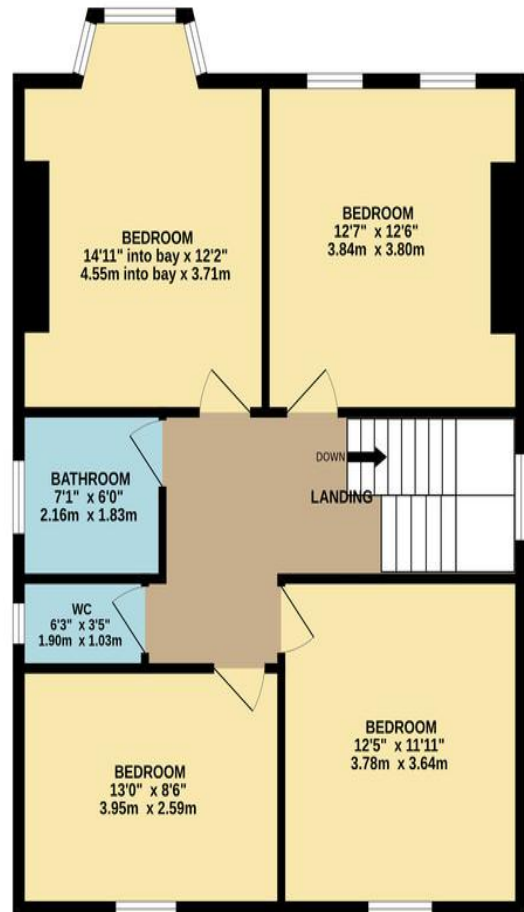 BEDROOM
14'11" into bay x 12'2"
4.55m into bay x 3.71m
BEDROOM
12'7" x 12'6"
3.84m x 3.80m
BATHROOM
7'1" x 6'0"
2.16m x 1.83m
DOWN
LANDING
WC
6'3" x 3'5"
1.90m x 1.03m
BEDROOM
13'0" x 8'6"
3.95m x 2.59m
BEDROOM
12'5" x 11'11"
3.78m x 3.64m